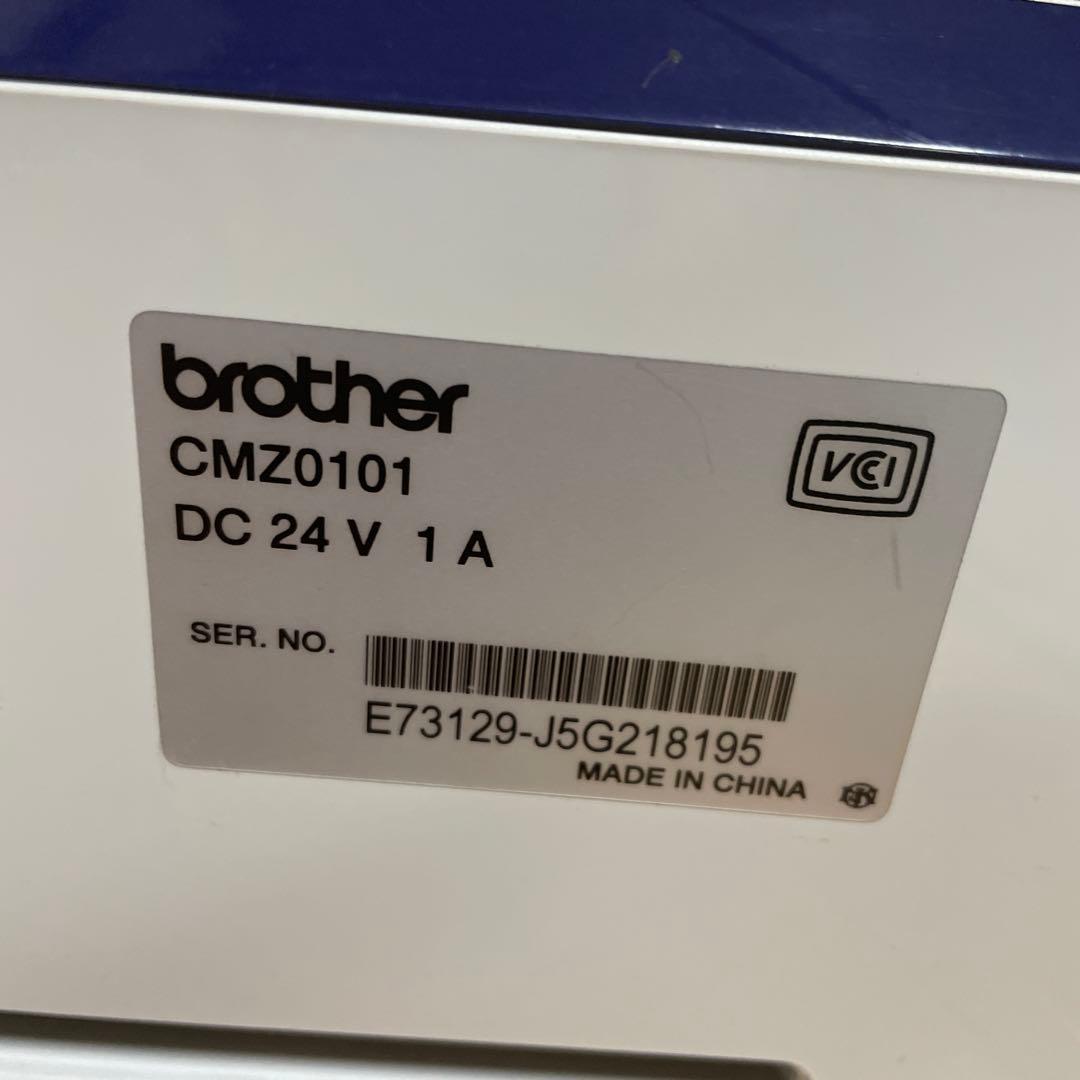 brother
CMZ0101
VCI
DC 24 V 1 A
SER. NO.
E73129-J5G218195
MADE IN CHINA